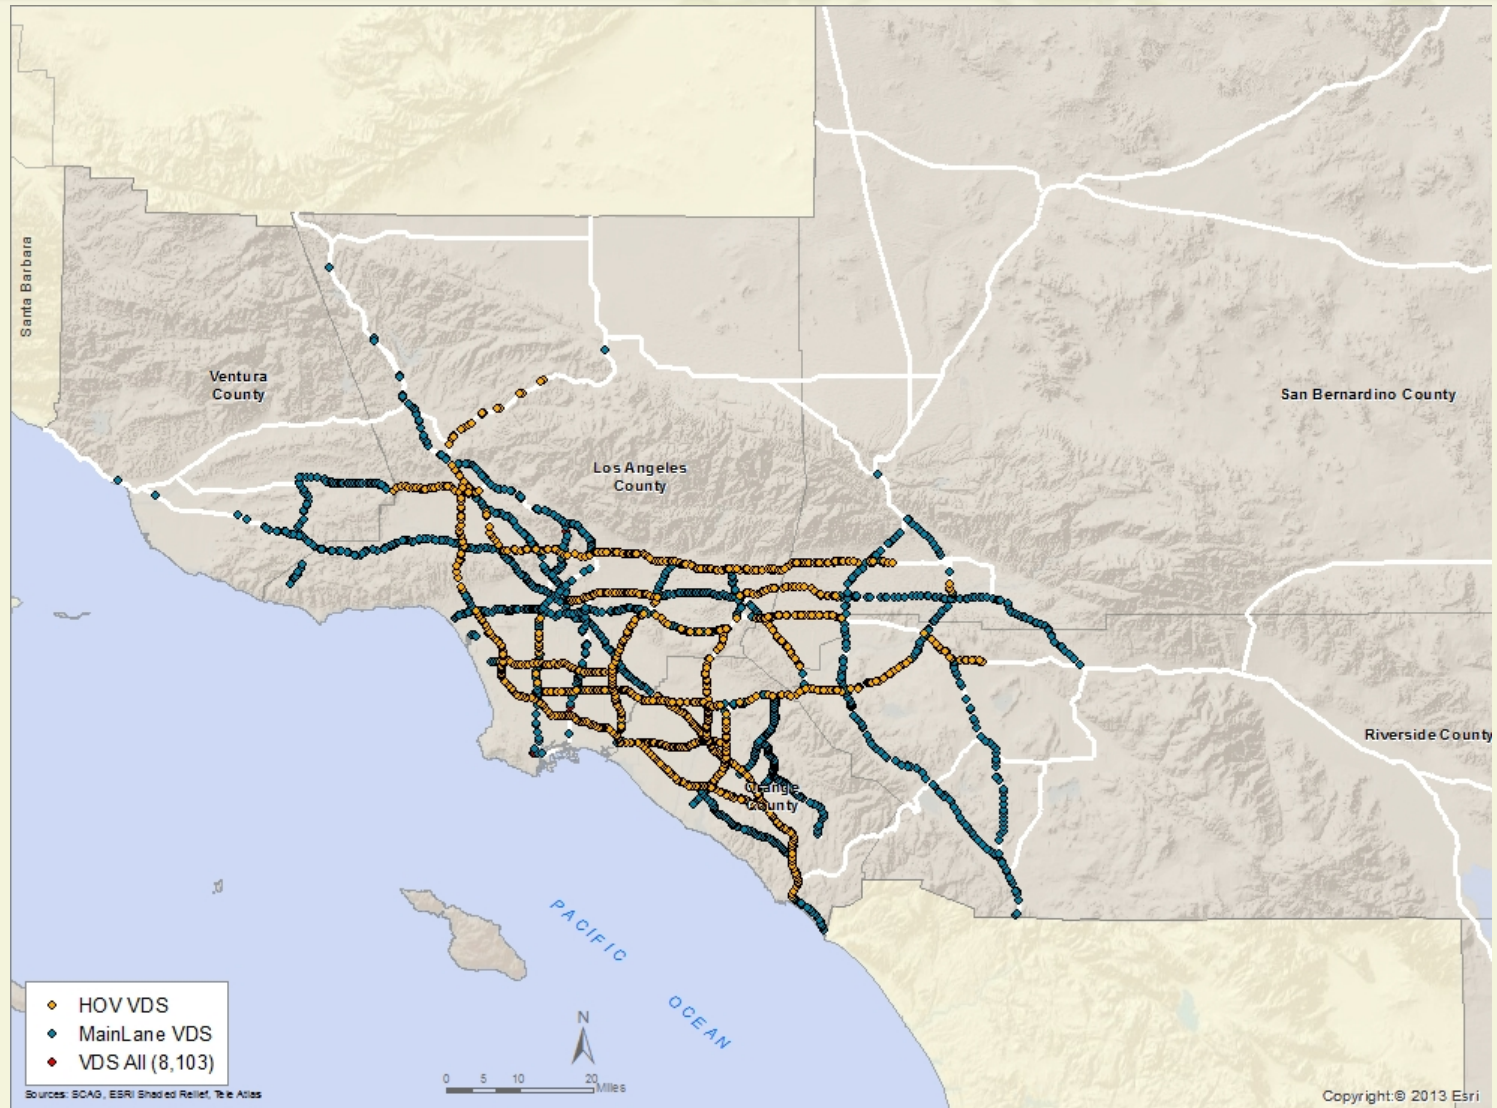 Santa Barbara
Ventura
County
Los Angeles
County
San Bernardino County
Riverside County
Orange
County
PACIFIC
OCEAN
HOV VDS
MainLane VDS
VDS All (8,103)
N
0 5 10 20
Miles
Sources: SCAG, ESRI Shaded Relief, Tele Atlas
Copyright:© 2013 Esri